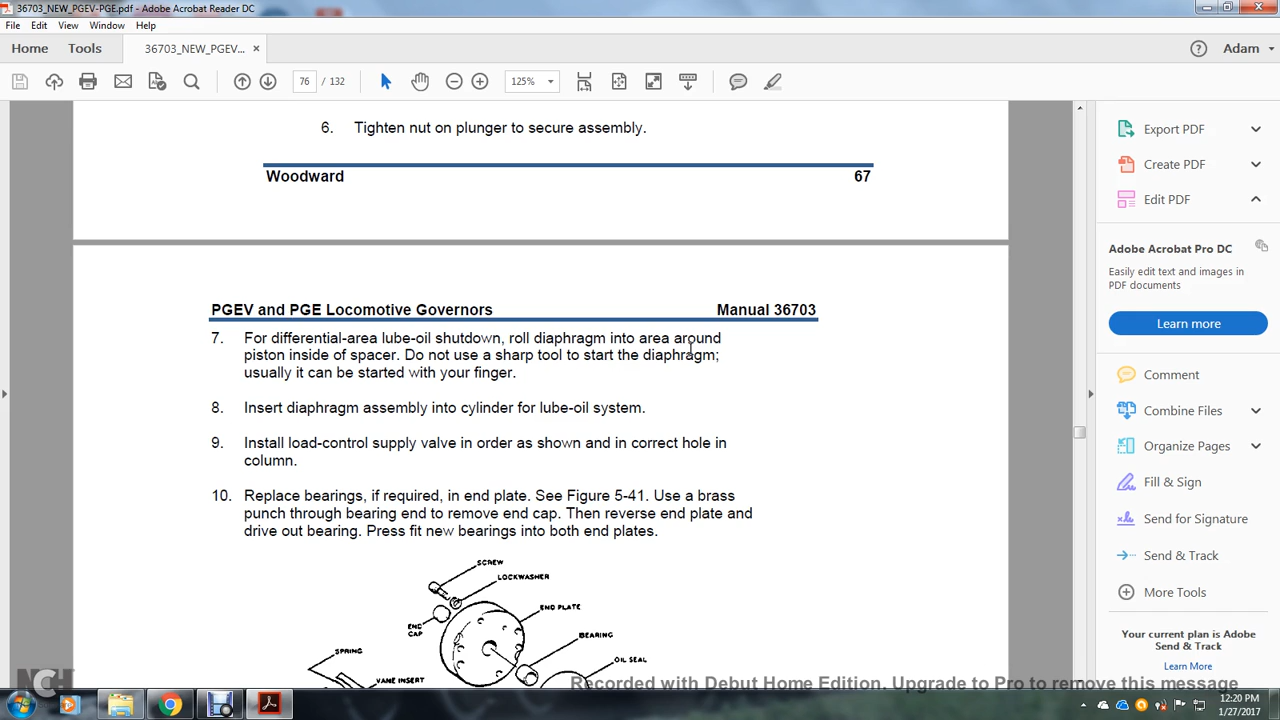 36703_NEW_PGEV-PGE.pdf - Adobe Acrobat Reader DC
File Edit View Window Help
Home Tools 36703_NEW_PGEV... × Adam
76 / 132 125%
6. Tighten nut on plunger to secure assembly.
Woodward 67
PGEV and PGE Locomotive Governors Manual 36703
7. For differential-area lube-oil shutdown, roll diaphragm into area around
piston inside of spacer. Do not use a sharp tool to start the diaphragm;
usually it can be started with your finger.
8. Insert diaphragm assembly into cylinder for lube-oil system.
9. Install load-control supply valve in order as shown and in correct hole in
column.
10. Replace bearings, if required, in end plate. See Figure 5-41. Use a brass
punch through bearing end to remove end cap. Then reverse end plate and
drive out bearing. Press fit new bearings into both end plates.
SCREW
LOCKWASHER
END PLATE
END
CAP
BEARING
SPRING
OIL SEAL
VANE INSERT
Export PDF
Create PDF
Edit PDF
Adobe Acrobat Pro DC
Easily edit text and images in
PDF documents
Learn more
Comment
Combine Files
Organize Pages
Fill & Sign
Send for Signature
Send & Track
More Tools
Your current plan is Adobe
Send & Track
Learn More
NCH
Recorded with Debut Home Edition. Upgrade to Pro to remove this message
12:20 PM
1/27/2017